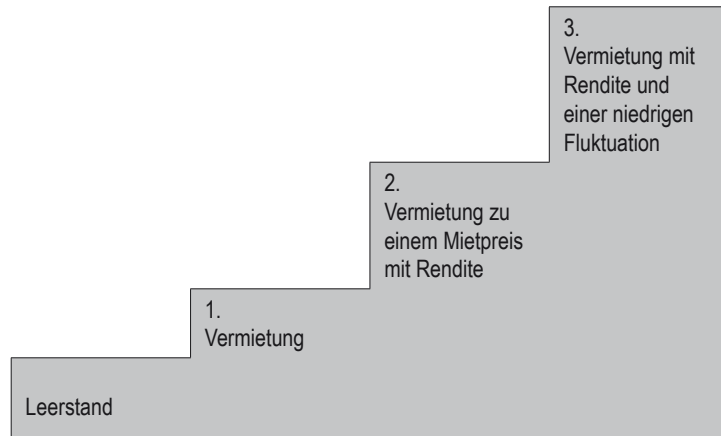 3.
Vermietung mit
Rendite und
einer niedrigen
Fluktuation
2.
Vermietung zu
einem Mietpreis
mit Rendite
1.
Vermietung
Leerstand